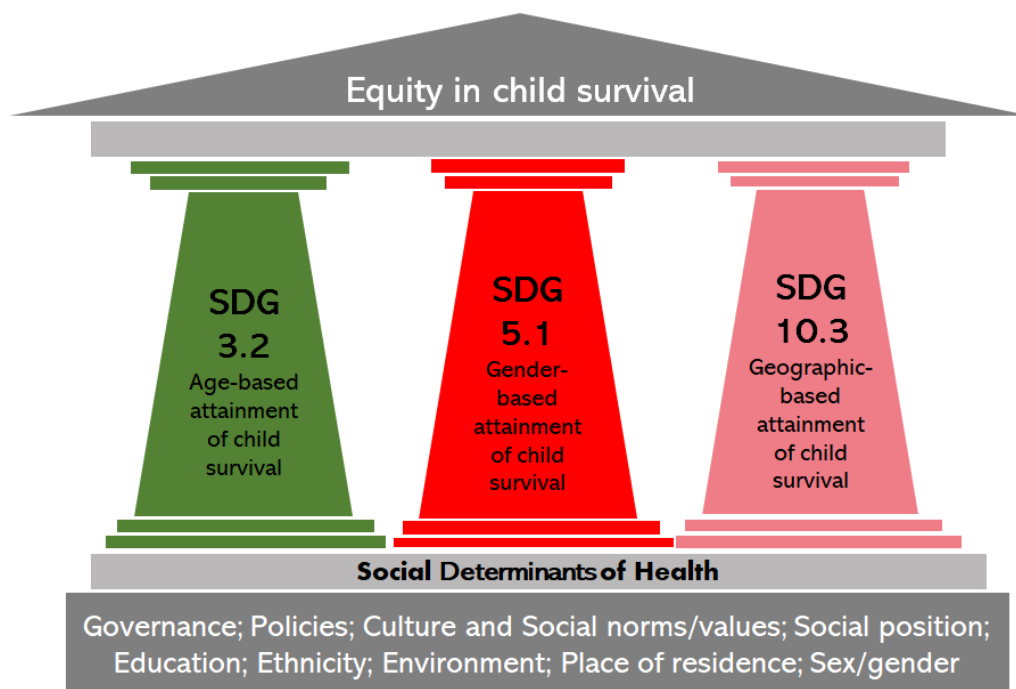 Equity in child survival
SDG
3.2
Age-based
attainment
of child
survival
SDG
5.1
Gender-
based
attainment
of child
survival
SDG
10.3
Geographic-
based
attainment
of child
survival
Social Determinants of Health
Governance; Policies; Culture and Social norms/values; Social position;
Education; Ethnicity; Environment; Place of residence; Sex/gender